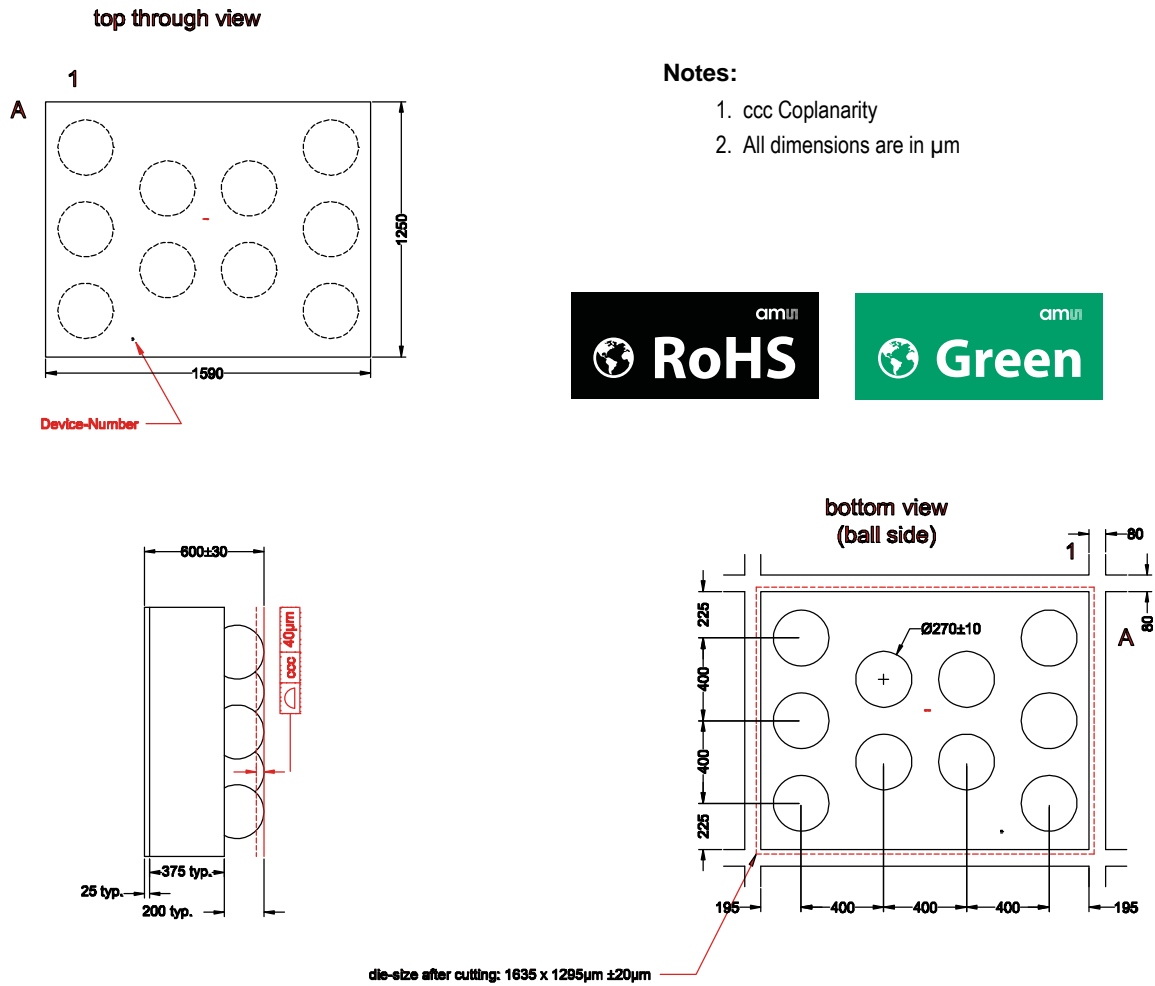 top through view
1
A
1250
1590
Device-Number
Notes:
1. ccc Coplanarity
2. All dimensions are in µm
amu
RoHS
amu
Green
600±30
ccc 40µm
375 typ.
25 typ.
200 typ.
bottom view
(ball side)
1
80
80
A
225
Ø270±10
400
400
225
195
400
400
400
195
die-size after cutting: 1635 x 1295µm ±20µm